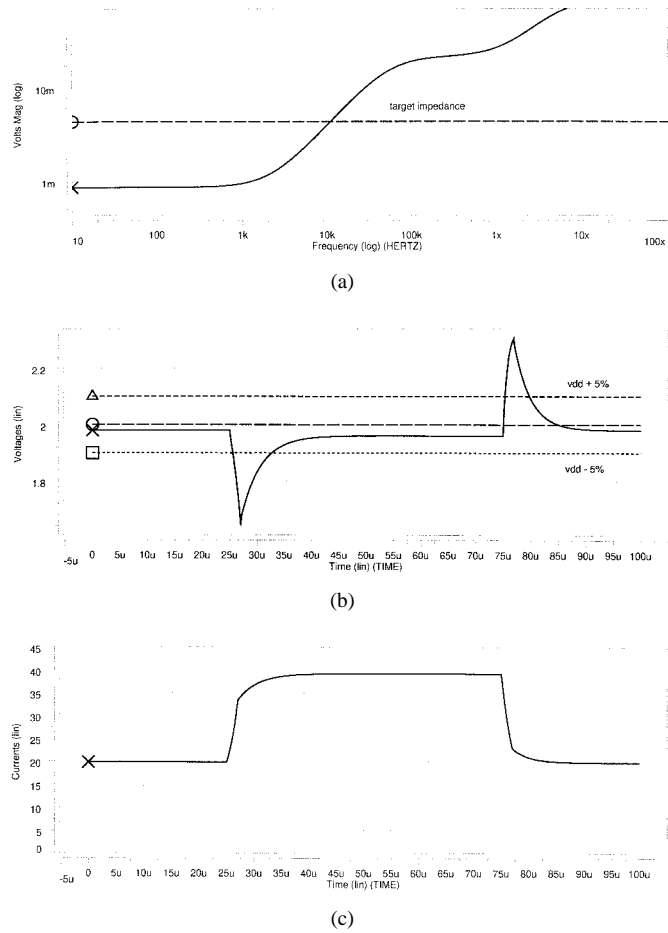 Volts Mag (log)
10m
1m
target impedance
10 100 1k 10k 100k 1x 10x 100x
Frequency (log) (HERTZ)
(a)
Voltages (lin)
2.2
2
1.8
vdd + 5%
vdd - 5%
-5u 0 5u 10u 15u 20u 25u 30u 35u 40u 45u 50u 55u 60u 65u 70u 75u 80u 85u 90u 95u 100u
Time (lin) (TIME)
(b)
Currents (lin)
45
40
35
30
25
20
15
10
5
0
-5u 0 5u 10u 15u 20u 25u 30u 35u 40u 45u 50u 55u 60u 65u 70u 75u 80u 85u 90u 95u 100u
Time (lin) (TIME)
(c)